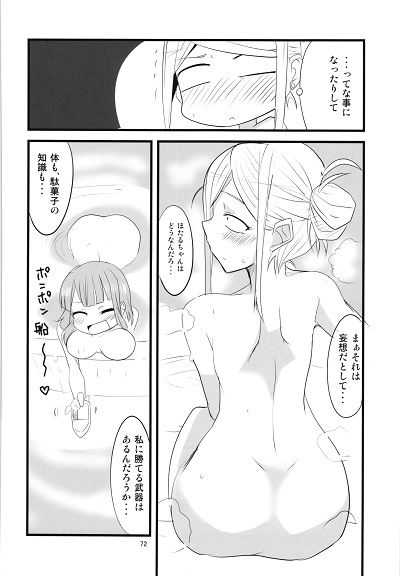 ・・・ってな事に
なったりして
まぁそれは
妄想だとして・・・
ほたるちゃんは
どうなんだろ・・・
体も、駄菓子の
知識も・・・
ポンポン船〜〜♡
私に勝てる武器は
あるんだろうか・・・
72